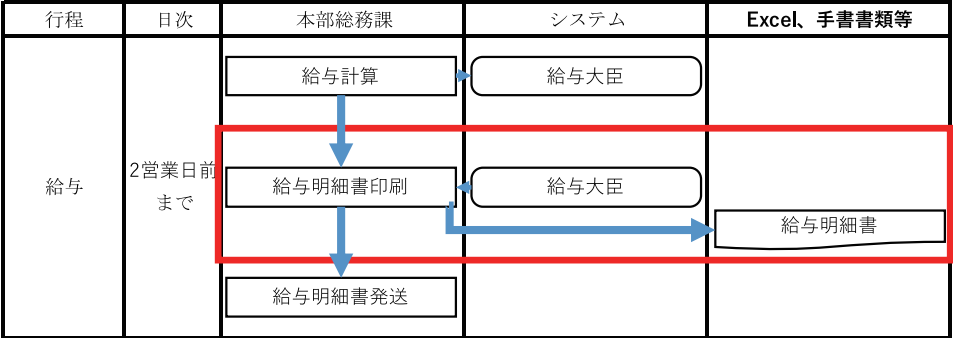 行程 日次 本部総務課 システム Excel、手書書類等
給与計算 給与大臣
給与 2営業日前
まで
給与明細書印刷 給与大臣
給与明細書
給与明細書発送